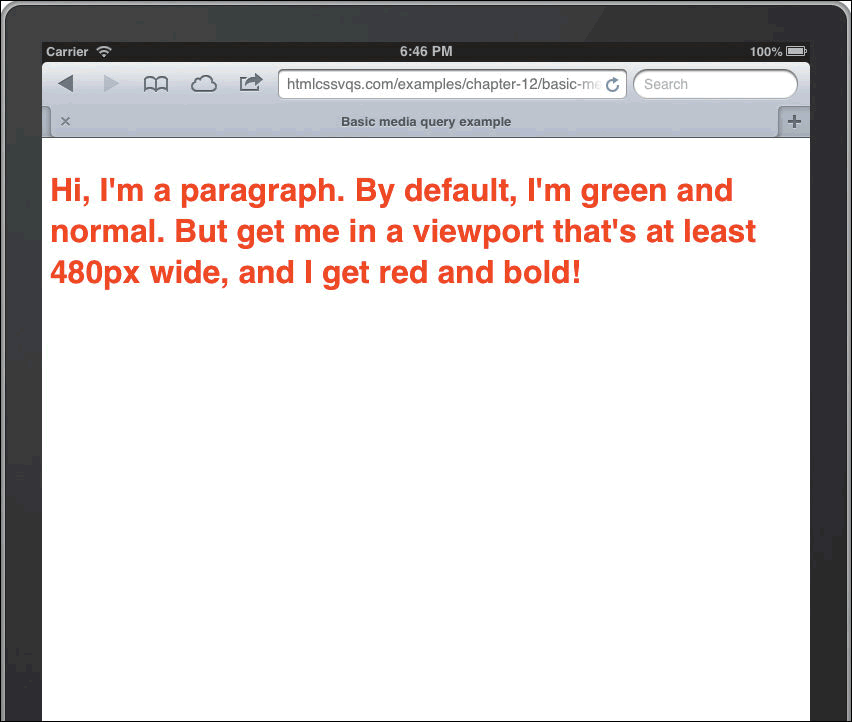 Carrier 6:46 PM 100%
htmlcssvqs.com/examples/chapter-12/basic-me Search
Basic media query example
Hi, I'm a paragraph. By default, I'm green and
normal. But get me in a viewport that's at least
480px wide, and I get red and bold!